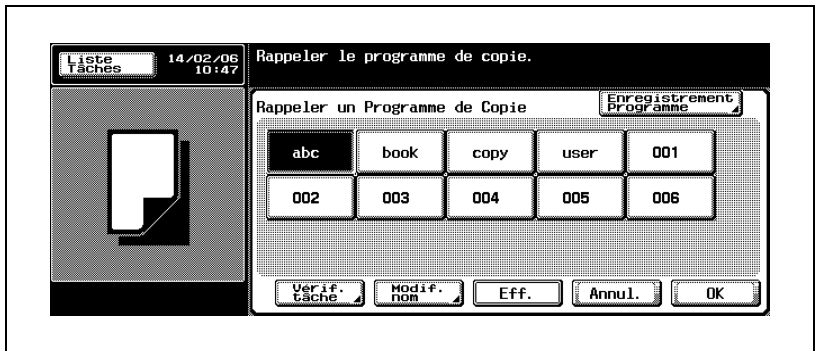 Liste
Tâches
14/02/06
10:47
Rappeler le programme de copie.
Rappeler un Programme de Copie
Enregistrement
Programme
abc book copy user 001
002 003 004 005 006
Vérif.
tâche
Modif.
nom
Eff.
Annul.
OK